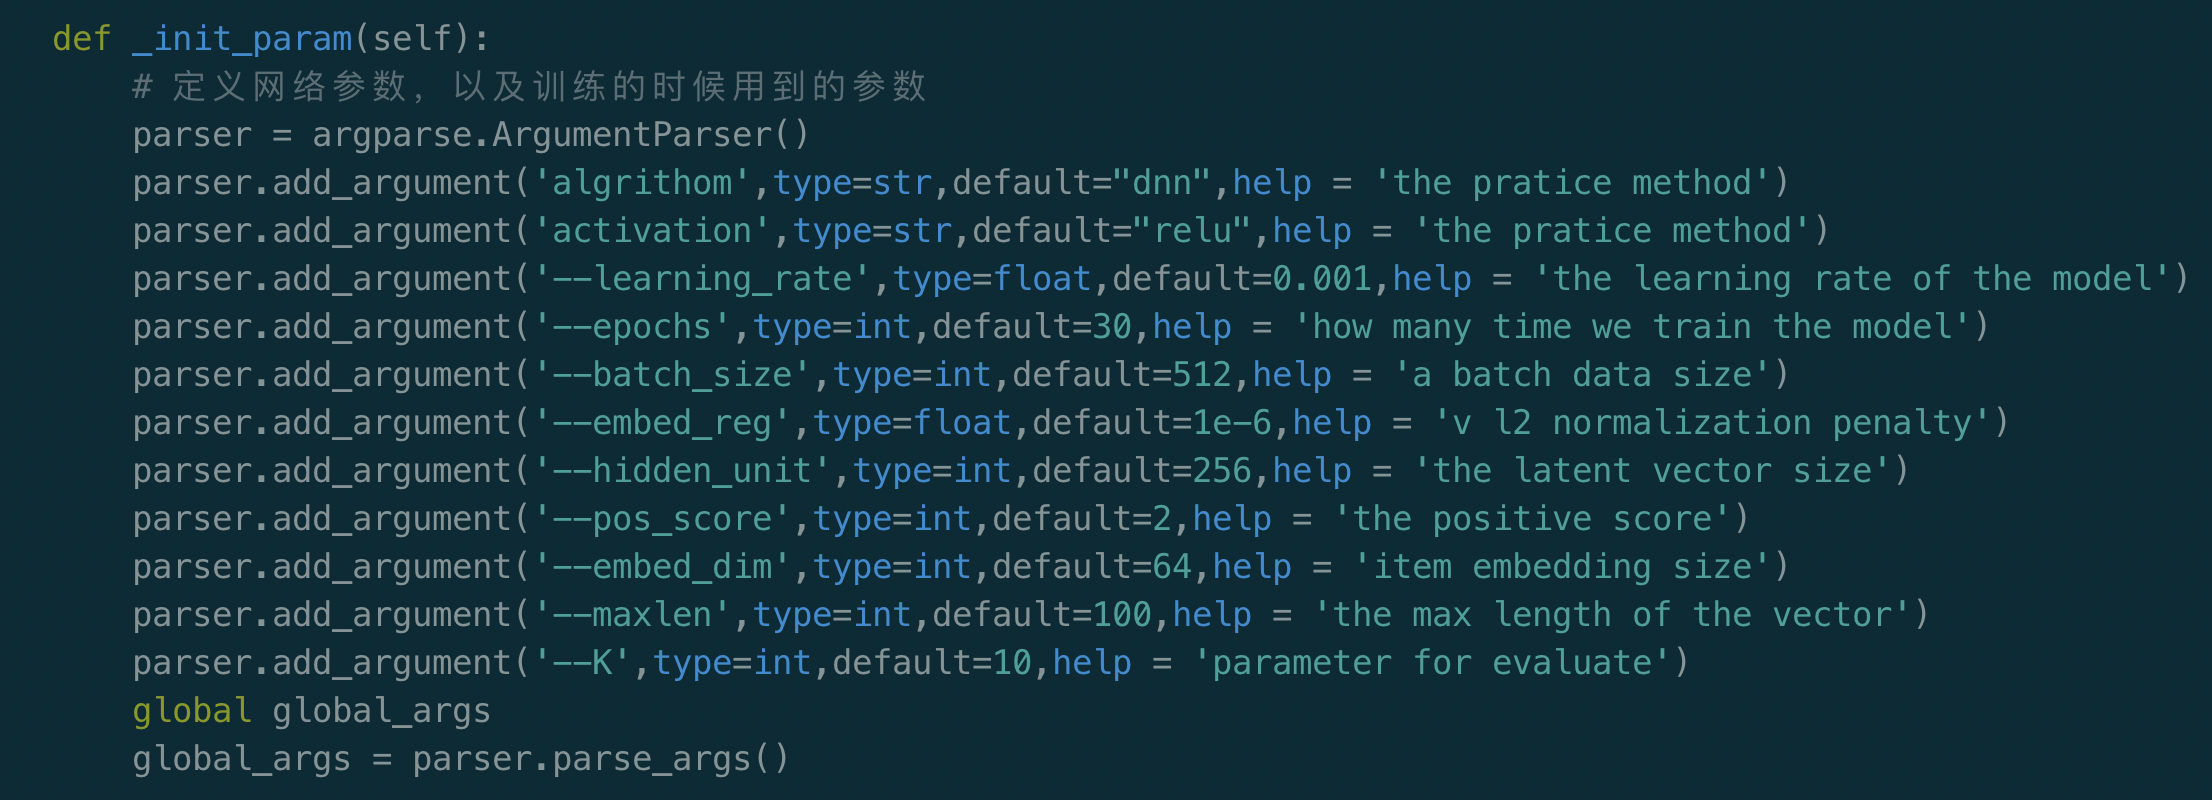 def _init_param(self):
# 定义网络参数，以及训练的时候用到的参数
parser = argparse.ArgumentParser()
parser.add_argument('algrithom',type=str,default="dnn",help = 'the pratice method')
parser.add_argument('activation',type=str,default="relu",help = 'the pratice method')
parser.add_argument('--learning_rate',type=float,default=0.001,help = 'the learning rate of the model')
parser.add_argument('--epochs',type=int,default=30,help = 'how many time we train the model')
parser.add_argument('--batch_size',type=int,default=512,help = 'a batch data size')
parser.add_argument('--embed_reg',type=float,default=1e-6,help = 'v l2 normalization penalty')
parser.add_argument('--hidden_unit',type=int,default=256,help = 'the latent vector size')
parser.add_argument('--pos_score',type=int,default=2,help = 'the positive score')
parser.add_argument('--embed_dim',type=int,default=64,help = 'item embedding size')
parser.add_argument('--maxlen',type=int,default=100,help = 'the max length of the vector')
parser.add_argument('--K',type=int,default=10,help = 'parameter for evaluate')
global global_args
global_args = parser.parse_args()